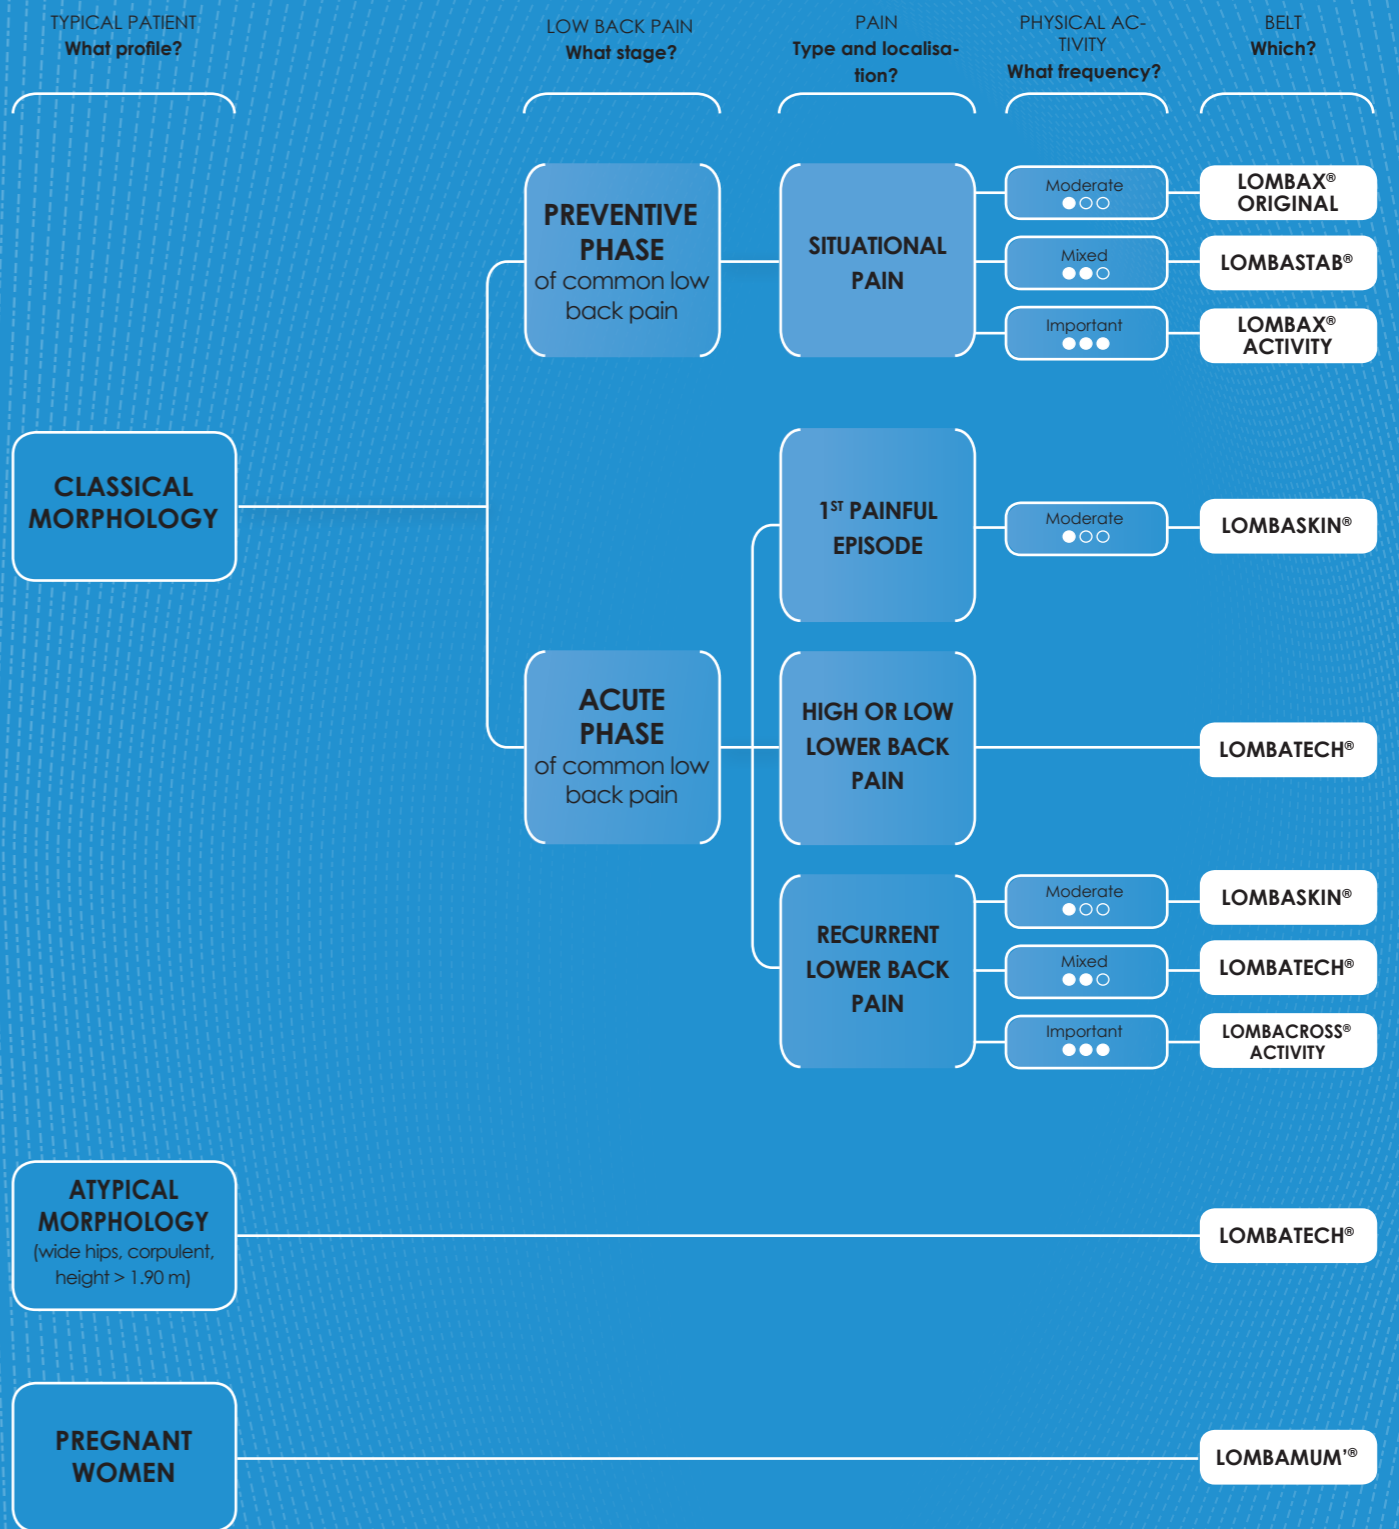 TYPICAL PATIENT
What profile?
LOW BACK PAIN
What stage?
PAIN
Type and localisa-
tion?
PHYSICAL AC-
TIVITY
What frequency?
BELT
Which?
PREVENTIVE
PHASE
of common low
back pain
SITUATIONAL
PAIN
Moderate
LOMBAX®
ORIGINAL
Mixed
LOMBASTAB®
Important
LOMBAX®
ACTIVITY
CLASSICAL
MORPHOLOGY
1ST PAINFUL
EPISODE
Moderate
LOMBASKIN®
ACUTE
PHASE
of common low
back pain
HIGH OR LOW
LOWER BACK
PAIN
LOMBATECH®
RECURRENT
LOWER BACK
PAIN
Moderate
LOMBASKIN®
Mixed
LOMBATECH®
Important
LOMBACROSS®
ACTIVITY
ATYPICAL
MORPHOLOGY
(wide hips, corpulent,
height > 1.90 m)
LOMBATECH®
PREGNANT
WOMEN
LOMBAMUM'®